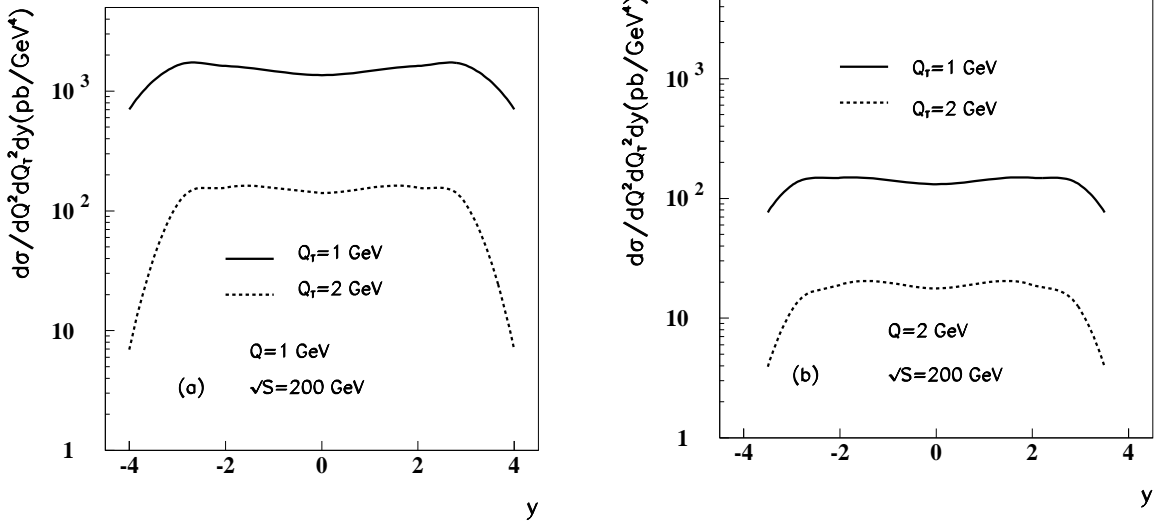 dσ/dQ²dQ_T²dy(pb/GeV⁴)
10³
10²
10
1
Q_T=1 GeV
Q_T=2 GeV
Q=1 GeV
(a) √S=200 GeV
-4 -2 0 2 4
y
dσ/dQ²dQ_T²dy(pb/GeV⁴)
10³
10²
10
1
Q_T=1 GeV
Q_T=2 GeV
Q=2 GeV
(b) √S=200 GeV
-4 -2 0 2 4
y